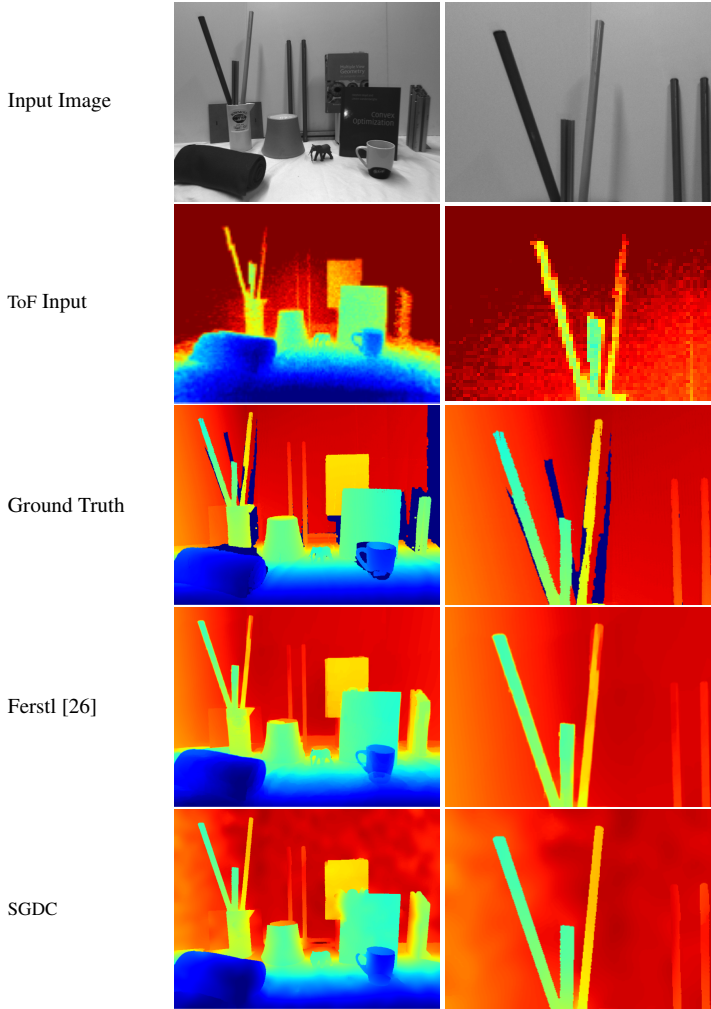 Input Image
Convex
Optimization
ToF Input
Ground Truth
Ferstl [26]
SGDC